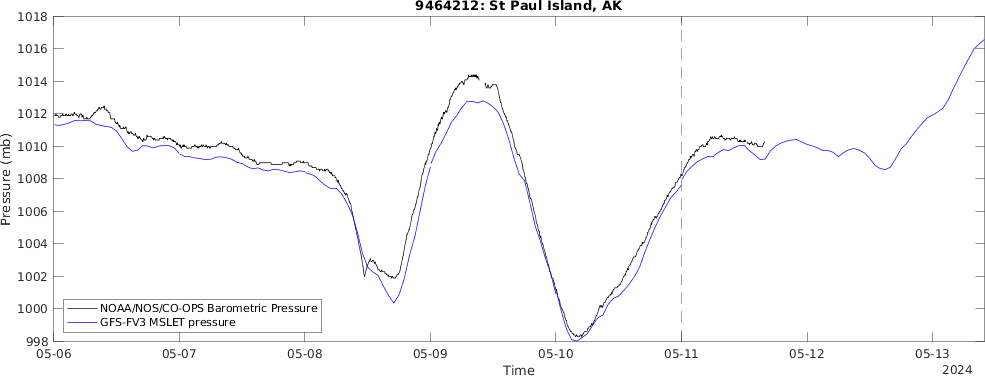 9464212: St Paul Island, AK
1018
1016
1014
1012
1010
1008
1006
1004
1002
1000
998
Pressure (mb)
NOAA/NOS/CO-OPS Barometric Pressure
GFS-FV3 MSLET pressure
05-06 05-07 05-08 05-09 05-10 05-11 05-12 05-13
Time
2024